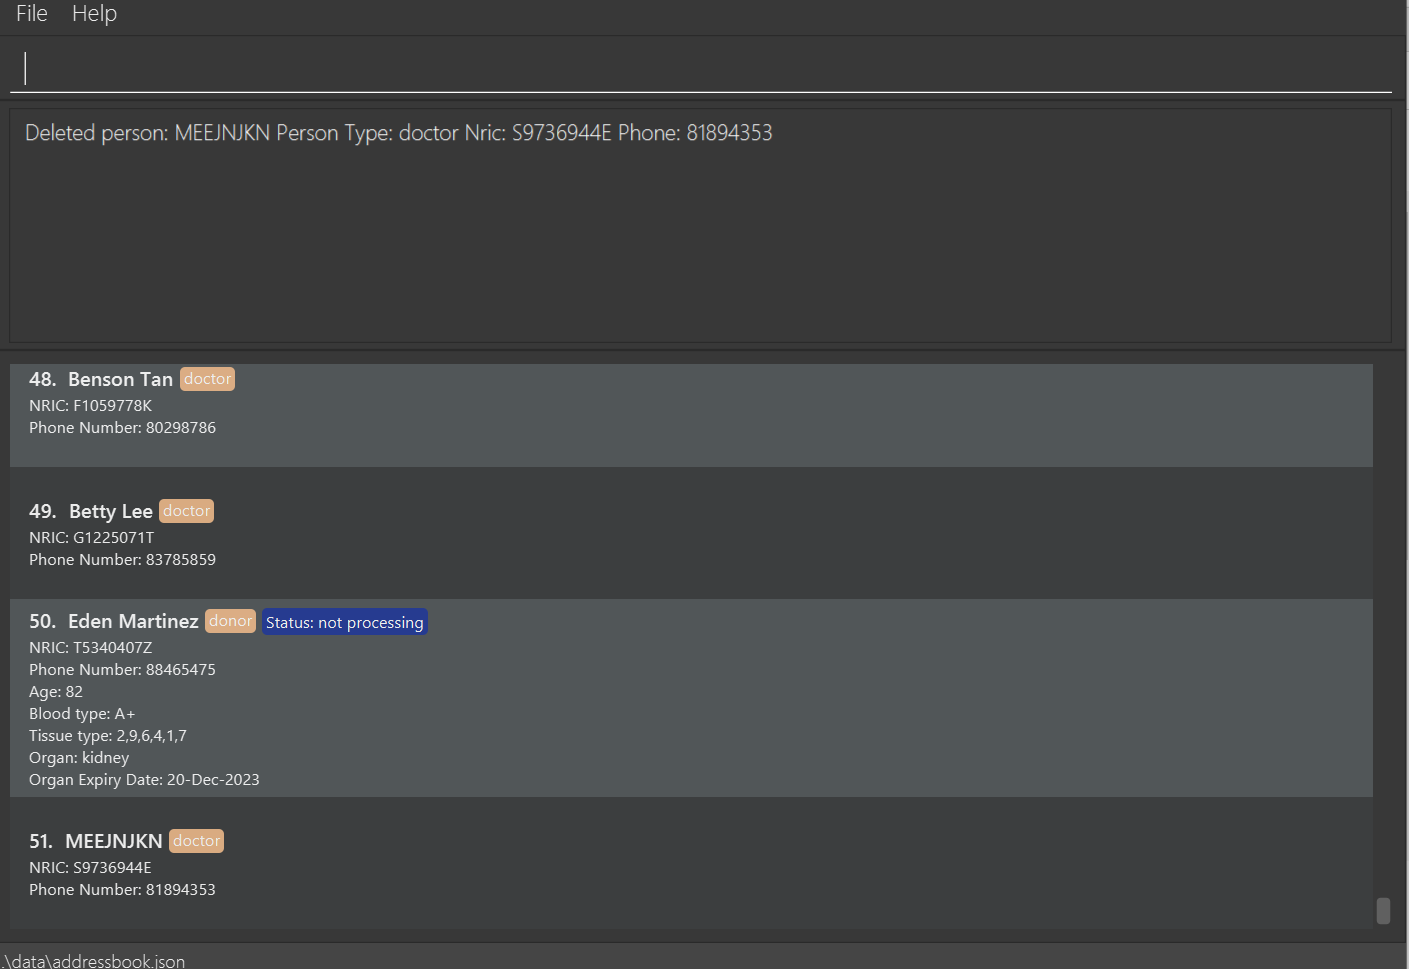 File Help
Deleted person: MEEJNJKN Person Type: doctor Nric: S9736944E Phone: 81894353
48. Benson Tan doctor
NRIC: F1059778K
Phone Number: 80298786
49. Betty Lee doctor
NRIC: G1225071T
Phone Number: 83785859
50. Eden Martinez donor Status: not processing
NRIC: T5340407Z
Phone Number: 88465475
Age: 82
Blood type: A+
Tissue type: 2,9,6,4,1,7
Organ: kidney
Organ Expiry Date: 20-Dec-2023
51. MEEJNJKN doctor
NRIC: S9736944E
Phone Number: 81894353
.\data\addressbook.json